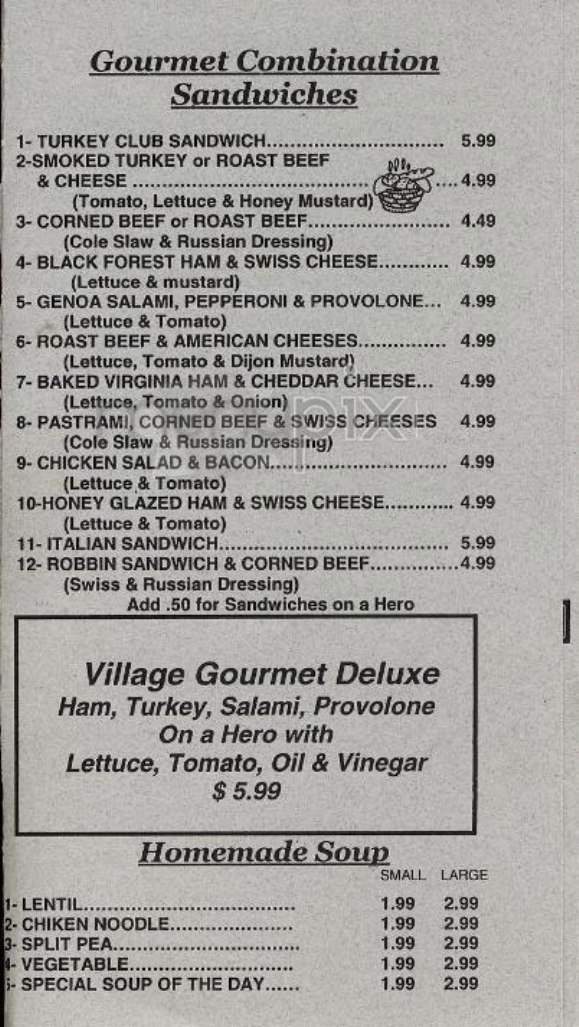 Gourmet Combination
Sandwiches
1- TURKEY CLUB SANDWICH.............................. 5.99
2-SMOKED TURKEY or ROAST BEEF
& CHEESE ............................................ 4.99
(Tomato, Lettuce & Honey Mustard)
3- CORNED BEEF or ROAST BEEF........................ 4.49
(Cole Slaw & Russian Dressing)
4- BLACK FOREST HAM & SWISS CHEESE............ 4.99
(Lettuce & mustard)
5- GENOA SALAMI, PEPPERONI & PROVOLONE... 4.99
(Lettuce & Tomato)
6- ROAST BEEF & AMERICAN CHEESES............... 4.99
(Lettuce, Tomato & Dijon Mustard)
7- BAKED VIRGINIA HAM & CHEDDAR CHEESE... 4.99
(Lettuce, Tomato & Onion)
8- PASTRAMI, CORNED BEEF & SWISS CHEESES 4.99
(Cole Slaw & Russian Dressing)
9- CHICKEN SALAD & BACON.............................. 4.99
(Lettuce & Tomato)
10-HONEY GLAZED HAM & SWISS CHEESE............ 4.99
(Lettuce & Tomato)
11- ITALIAN SANDWICH....................................... 5.99
12- ROBBIN SANDWICH & CORNED BEEF...............4.99
(Swiss & Russian Dressing)
Add .50 for Sandwiches on a Hero
Village Gourmet Deluxe
Ham, Turkey, Salami, Provolone
On a Hero with
Lettuce, Tomato, Oil & Vinegar
$ 5.99
Homemade Soup
SMALL LARGE
1- LENTIL.................................... 1.99 2.99
2- CHIKEN NOODLE..................... 1.99 2.99
3- SPLIT PEA................................ 1.99 2.99
4- VEGETABLE............................ 1.99 2.99
5- SPECIAL SOUP OF THE DAY...... 1.99 2.99